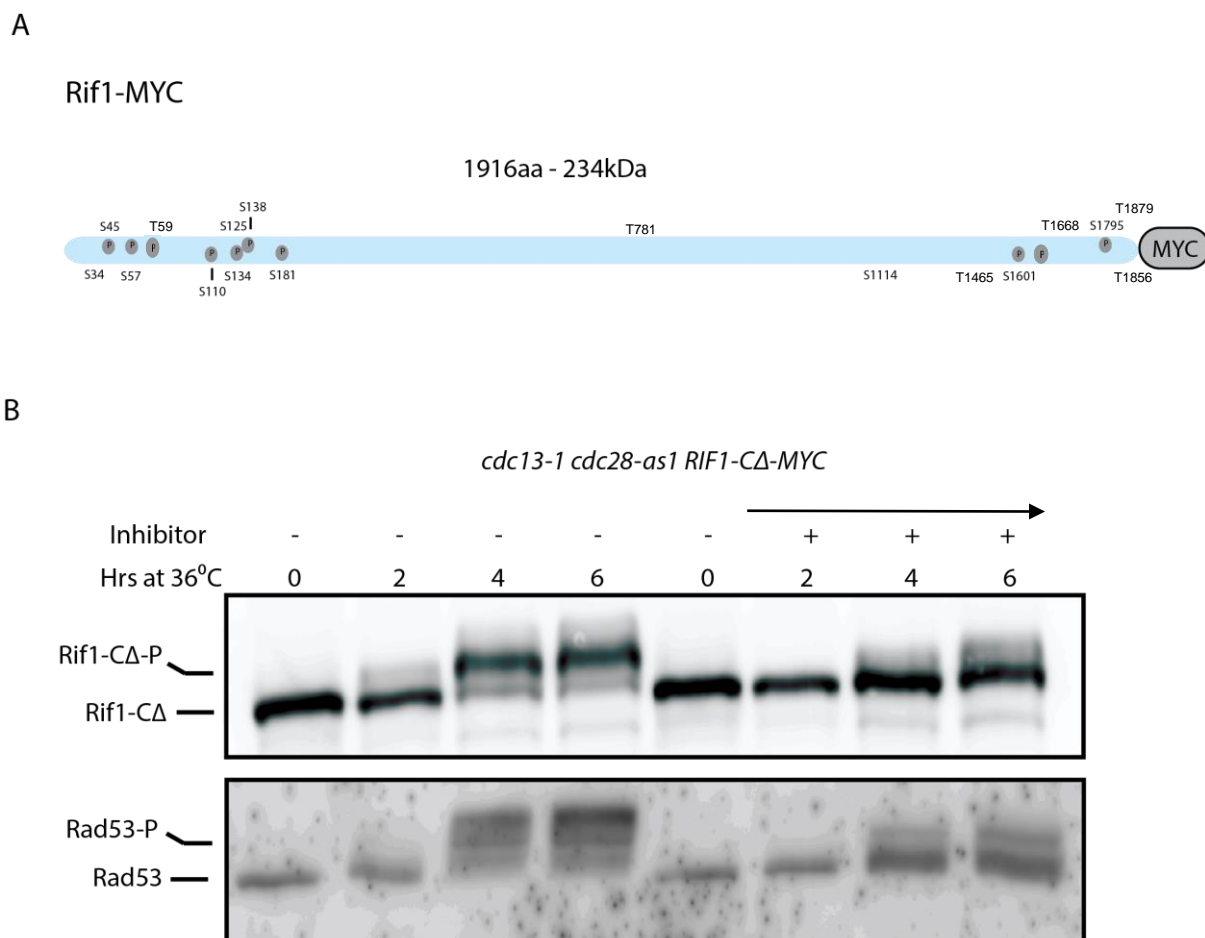 A
Rif1-MYC
1916aa - 234kDa
S138
T1879
S45 T59 S125 T781 T1668 S1795
P P P P P P P P P F P
MYC
S34 S57 S134 S181 S1114 T1465 S1601 T1856
S110
B
cdc13-1 cdc28-as1 RIF1-CΔ-MYC
Inhibitor - - - - - + + +
Hrs at 36⁰C 0 2 4 6 0 2 4 6
Rif1-CΔ-P
Rif1-CΔ
Rad53-P
Rad53